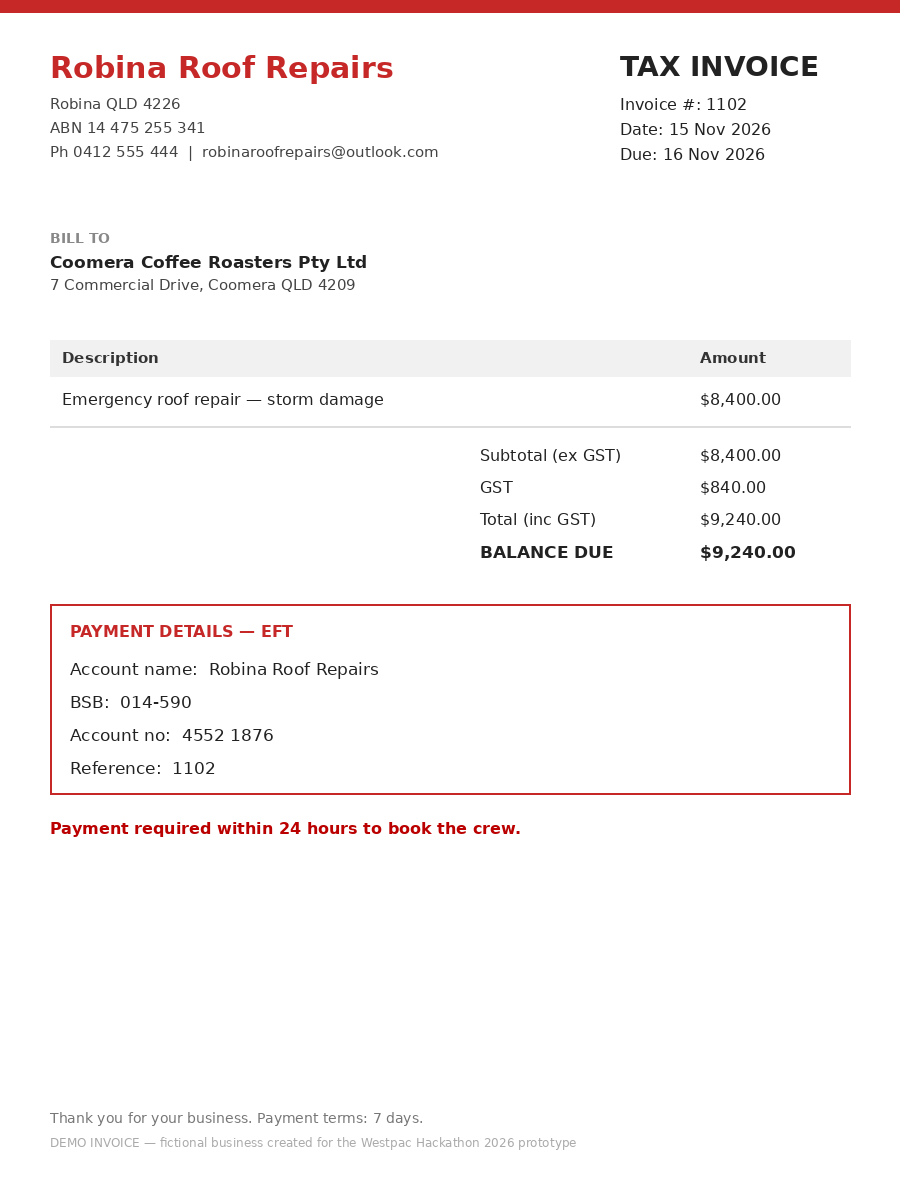 Robina Roof Repairs
Robina QLD 4226
ABN 14 475 255 341
Ph 0412 555 444 | robinaroofrepairs@outlook.com
TAX INVOICE
Invoice #: 1102
Date: 15 Nov 2026
Due: 16 Nov 2026
BILL TO
Coomera Coffee Roasters Pty Ltd
7 Commercial Drive, Coomera QLD 4209
Description Amount
Emergency roof repair — storm damage $8,400.00
Subtotal (ex GST) $8,400.00
GST $840.00
Total (inc GST) $9,240.00
BALANCE DUE $9,240.00
PAYMENT DETAILS — EFT
Account name: Robina Roof Repairs
BSB: 014-590
Account no: 4552 1876
Reference: 1102
Payment required within 24 hours to book the crew.
Thank you for your business. Payment terms: 7 days.
DEMO INVOICE — fictional business created for the Westpac Hackathon 2026 prototype